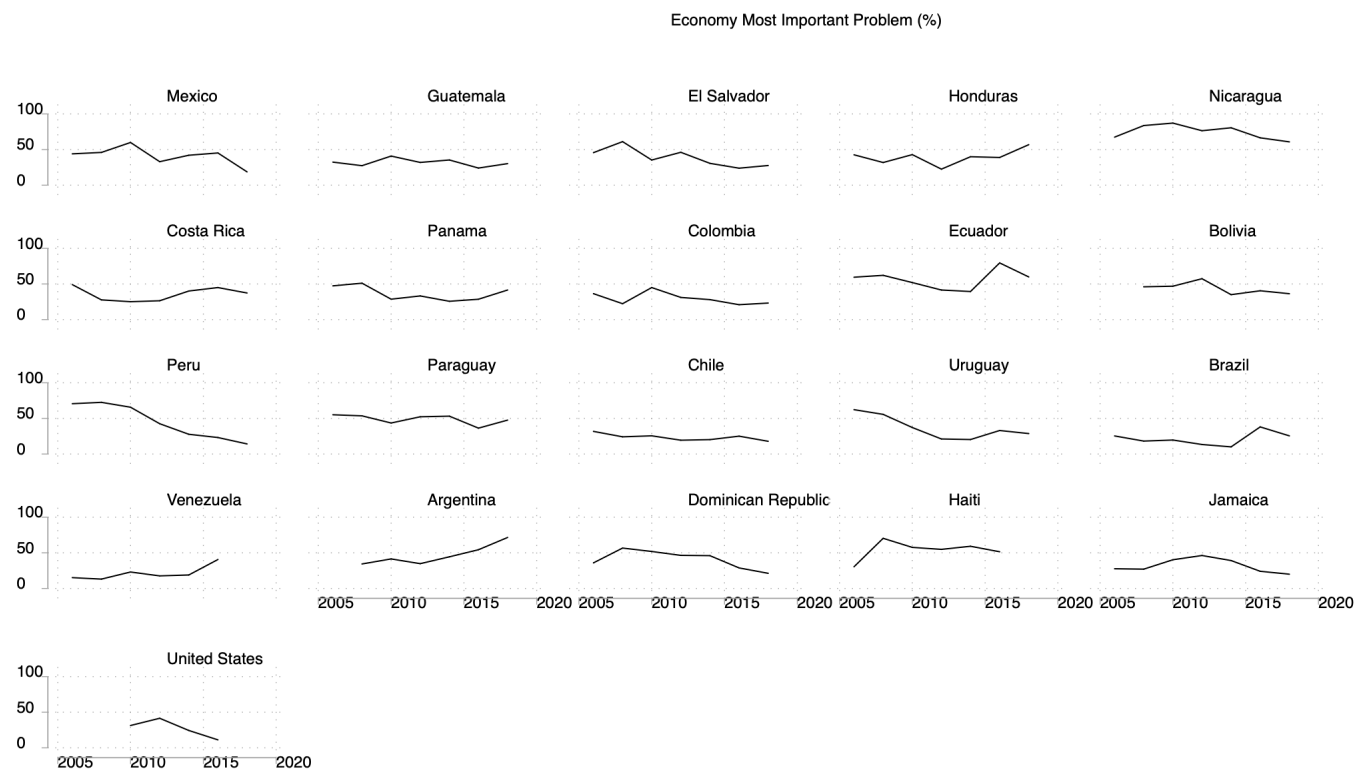 Economy Most Important Problem (%)
Mexico Guatemala El Salvador Honduras Nicaragua
100
50
0
Costa Rica Panama Colombia Ecuador Bolivia
100
50
0
Peru Paraguay Chile Uruguay Brazil
100
50
0
Venezuela Argentina Dominican Republic Haiti Jamaica
100
50
0
2005 2010 2015 2020 2005 2010 2015 2020 2005 2010 2015 2020 2005 2010 2015 2020
United States
100
50
0
2005 2010 2015 2020